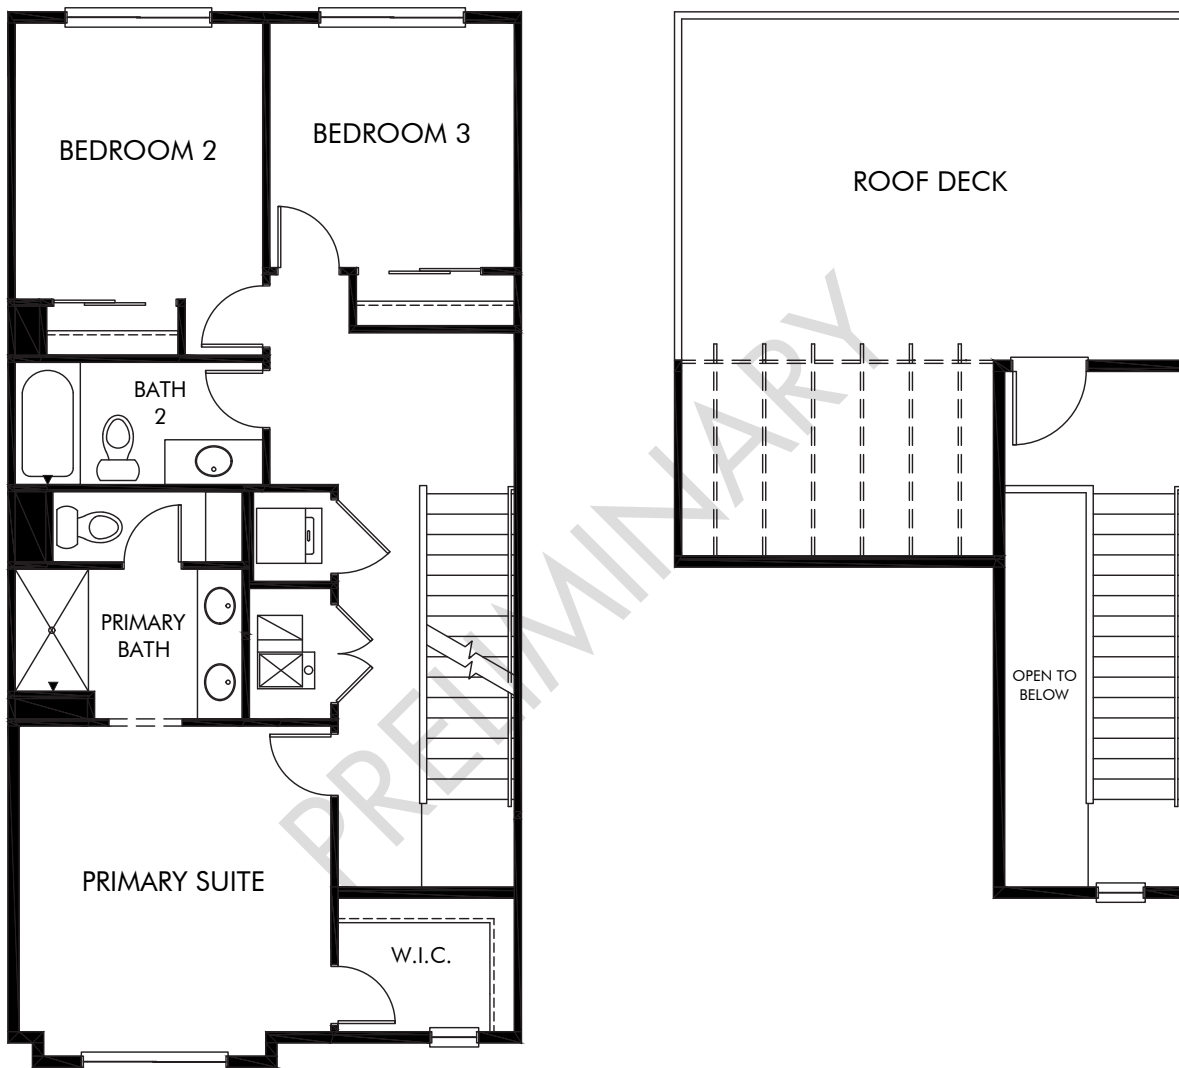 BEDROOM 2
BEDROOM 3
ROOF DECK
BATH
2
PRIMARY
BATH
OPEN TO
BELOW
PRIMARY SUITE
W.I.C.
PRELIMINARY